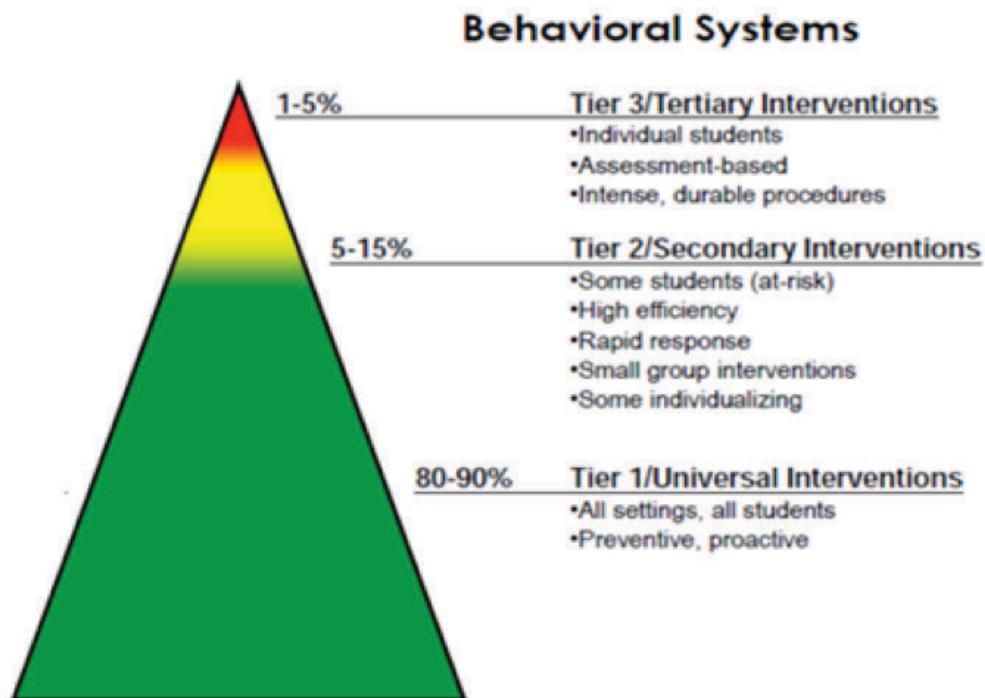 Behavioral Systems
1-5% Tier 3/Tertiary Interventions
•Individual students
•Assessment-based
•Intense, durable procedures
5-15% Tier 2/Secondary Interventions
•Some students (at-risk)
•High efficiency
•Rapid response
•Small group interventions
•Some individualizing
80-90% Tier 1/Universal Interventions
•All settings, all students
•Preventive, proactive